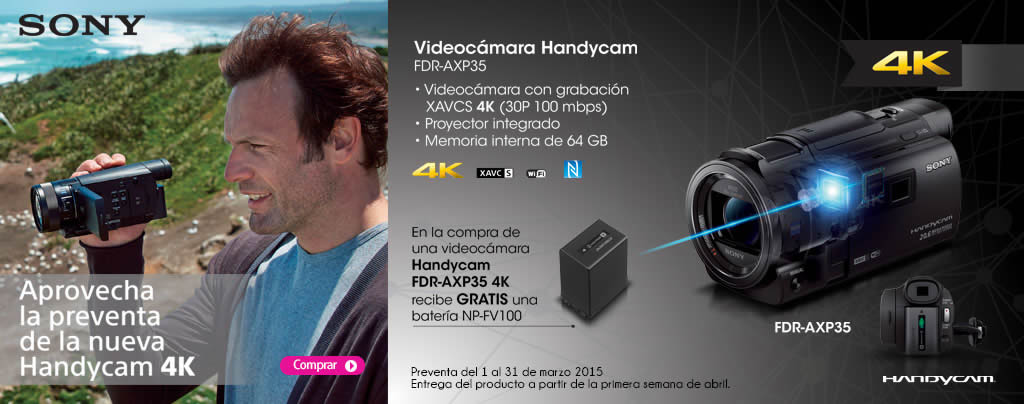 SONY
Aprovecha
la preventa
de la nueva
Handycam 4K
Comprar
Videocámara Handycam
FDR-AXP35
• Videocámara con grabación
XAVCS 4K (30P 100 mbps)
• Proyector integrado
• Memoria interna de 64 GB
4K
XAVC S
WiFi
N
En la compra de
una videocámara
Handycam
FDR-AXP35 4K
recibe GRATIS una
batería NP-FV100
Preventa del 1 al 31 de marzo 2015
Entrega del producto a partir de la primera semana de abril.
4K
SONY
HANDYCAM
FDR-AXP35
HANDYCAM